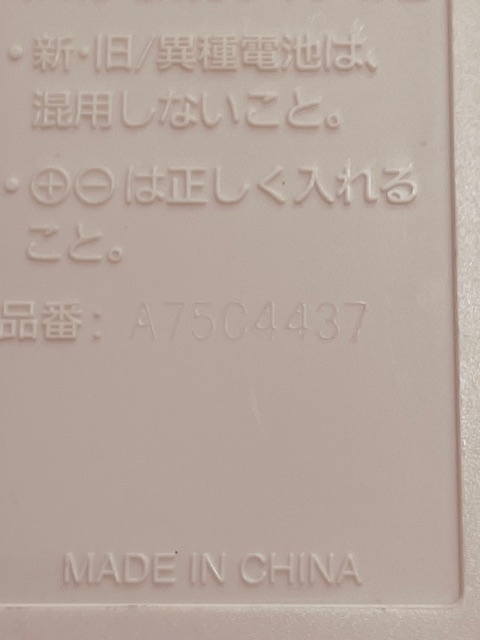 ・新・旧/異種電池は、
混用しないこと。
・⊕⊖は正しく入れる
こと。
品番: A75C4437
MADE IN CHINA